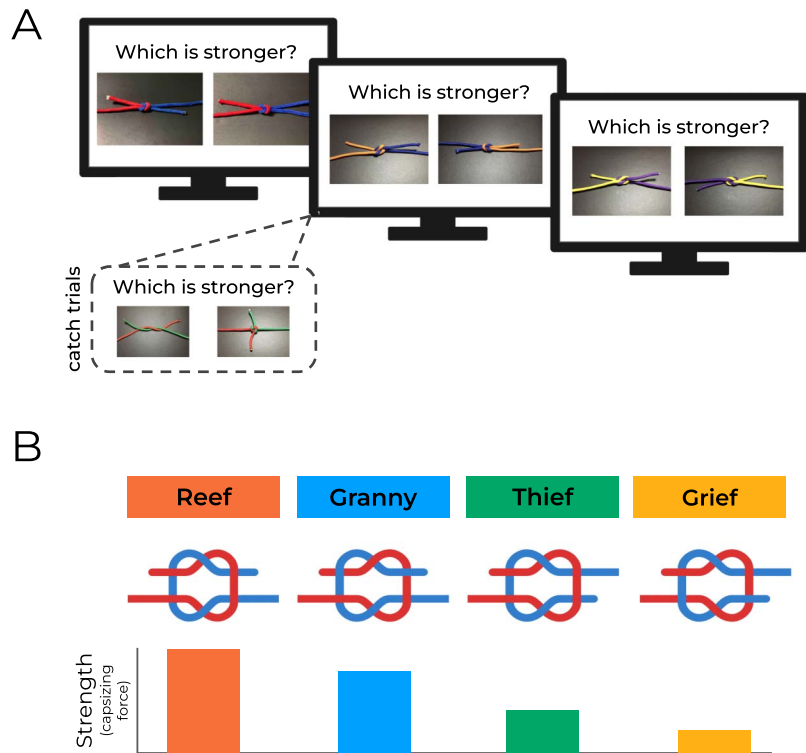 A
Which is stronger?
Which is stronger?
Which is stronger?
catch trials
Which is stronger?
B
Reef
Granny
Thief
Grief
Strength
(capsizing
force)